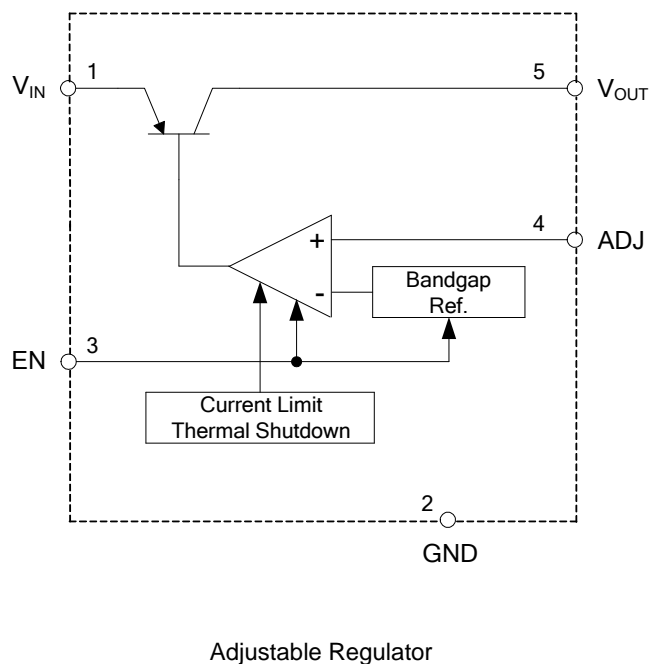 1
5
V_IN
V_OUT
+
4
ADJ
-
Bandgap
Ref.
3
EN
Current Limit
Thermal Shutdown
2
GND
Adjustable Regulator